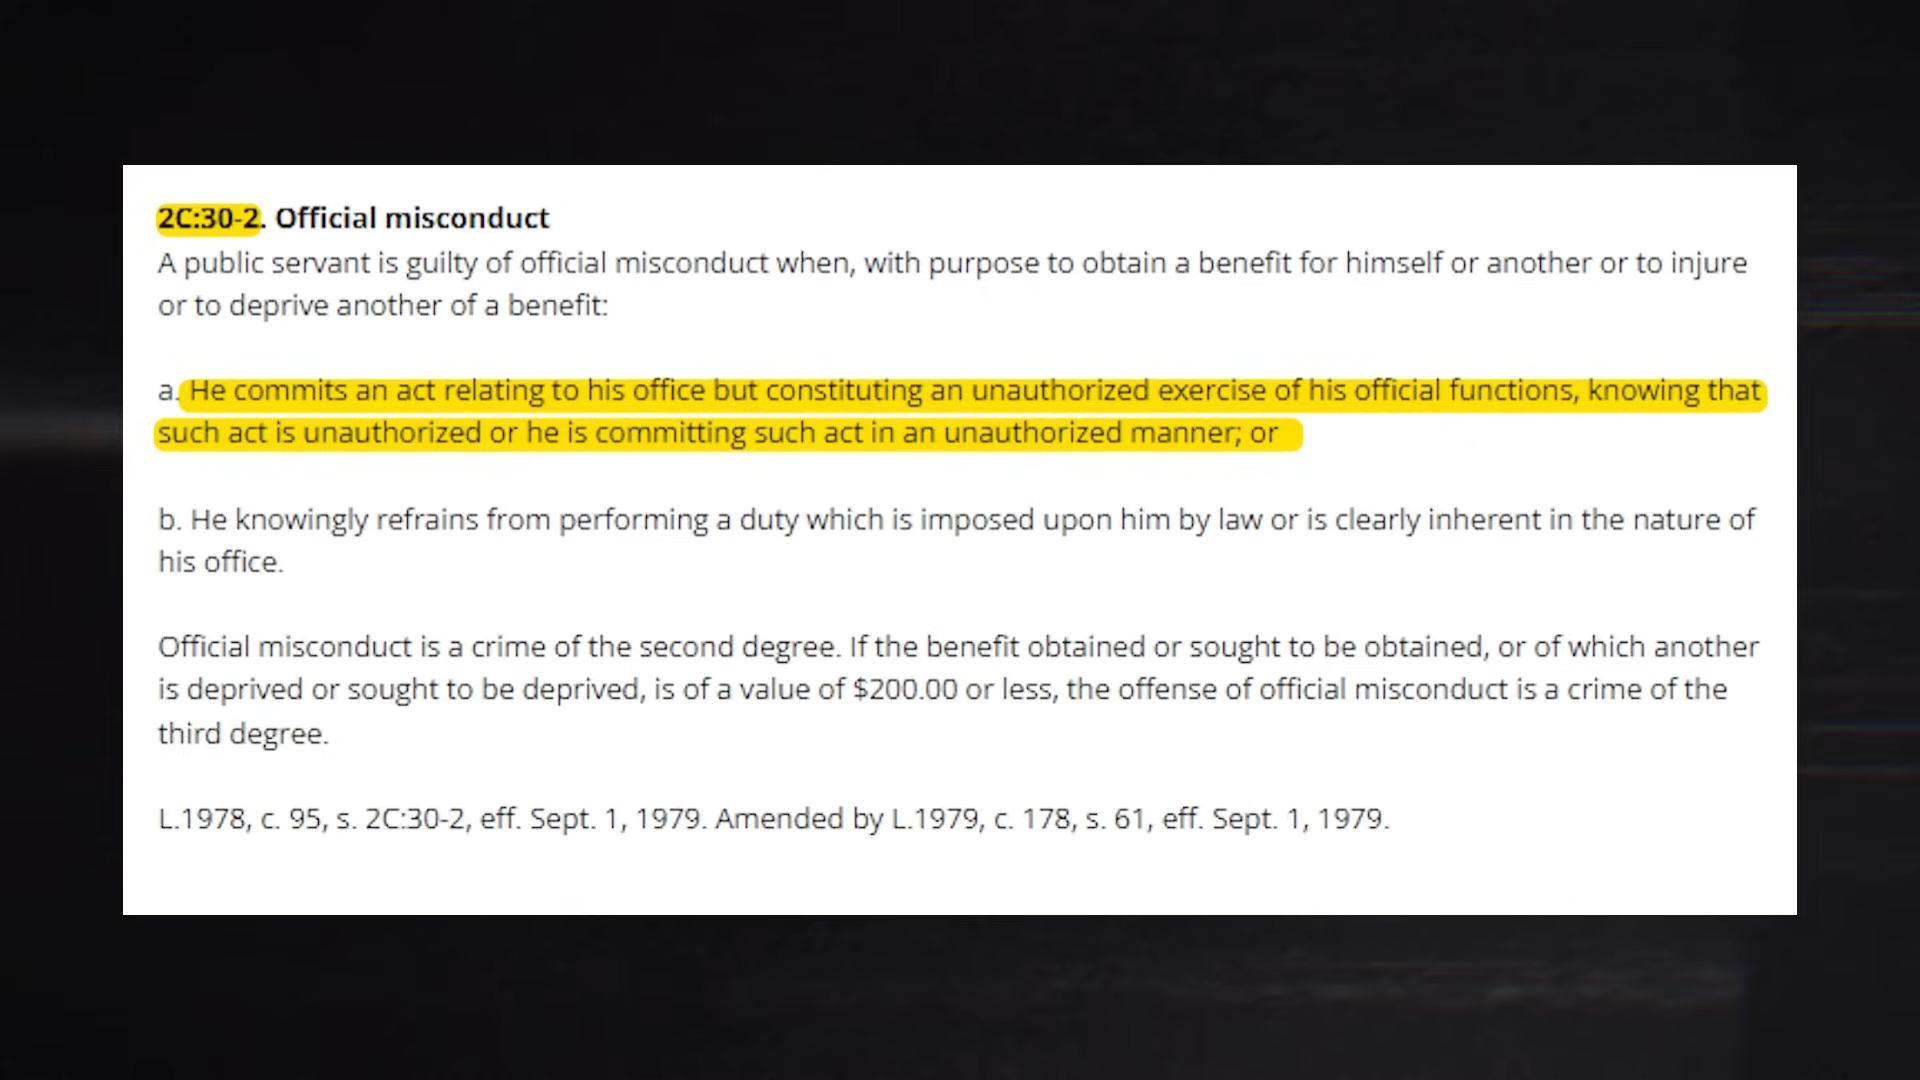 2C:30-2. Official misconduct
A public servant is guilty of official misconduct when, with purpose to obtain a benefit for himself or another or to injure
or to deprive another of a benefit:
a. He commits an act relating to his office but constituting an unauthorized exercise of his official functions, knowing that
such act is unauthorized or he is committing such act in an unauthorized manner; or
b. He knowingly refrains from performing a duty which is imposed upon him by law or is clearly inherent in the nature of
his office.
Official misconduct is a crime of the second degree. If the benefit obtained or sought to be obtained, or of which another
is deprived or sought to be deprived, is of a value of $200.00 or less, the offense of official misconduct is a crime of the
third degree.
L.1978, c. 95, s. 2C:30-2, eff. Sept. 1, 1979. Amended by L.1979, c. 178, s. 61, eff. Sept. 1, 1979.